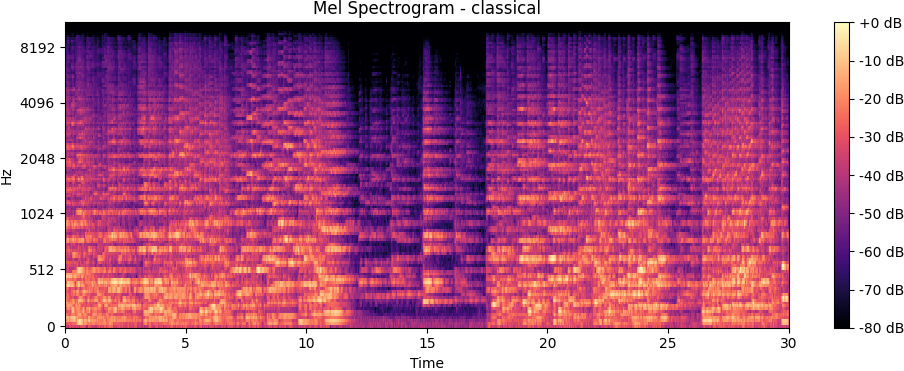 Mel Spectrogram - classical
Hz
8192
4096
2048
1024
512
0
0 5 10 15 20 25 30
Time
+0 dB
-10 dB
-20 dB
-30 dB
-40 dB
-50 dB
-60 dB
-70 dB
-80 dB